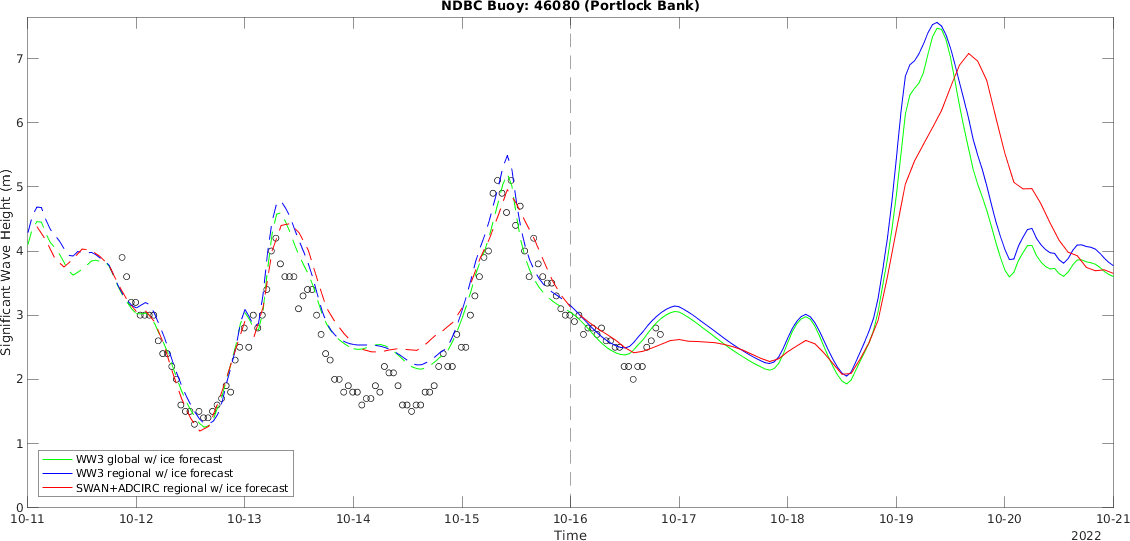 NDBC Buoy: 46080 (Portlock Bank)
Significant Wave Height (m)
7
6
5
4
3
2
1
0
WW3 global w/ ice forecast
WW3 regional w/ ice forecast
SWAN+ADCIRC regional w/ ice forecast
10-11 10-12 10-13 10-14 10-15 10-16 10-17 10-18 10-19 10-20 10-21
Time
2022